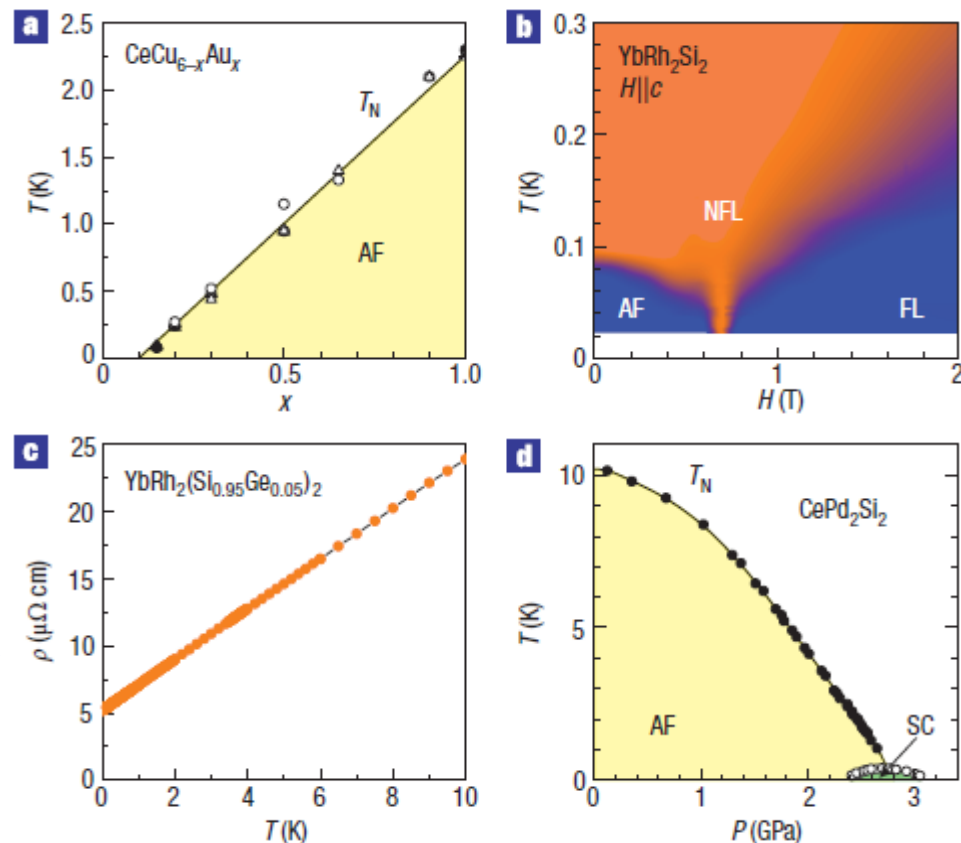 a
CeCu₆₋ₓAuₓ
T_N
AF
T (K)
2.5
2.0
1.5
1.0
0.5
0
0
0.5
1.0
x
b
YbRh₂Si₂
H||c
NFL
AF
FL
T (K)
0.3
0.2
0.1
0
0
1
2
H (T)
c
YbRh₂(Si₀.₉₅Ge₀.₀₅)₂
ρ (μΩ cm)
25
20
15
10
5
0
0
2
4
6
8
10
T (K)
d
T_N
CePd₂Si₂
AF
SC
T (K)
10
5
0
0
1
2
3
P (GPa)